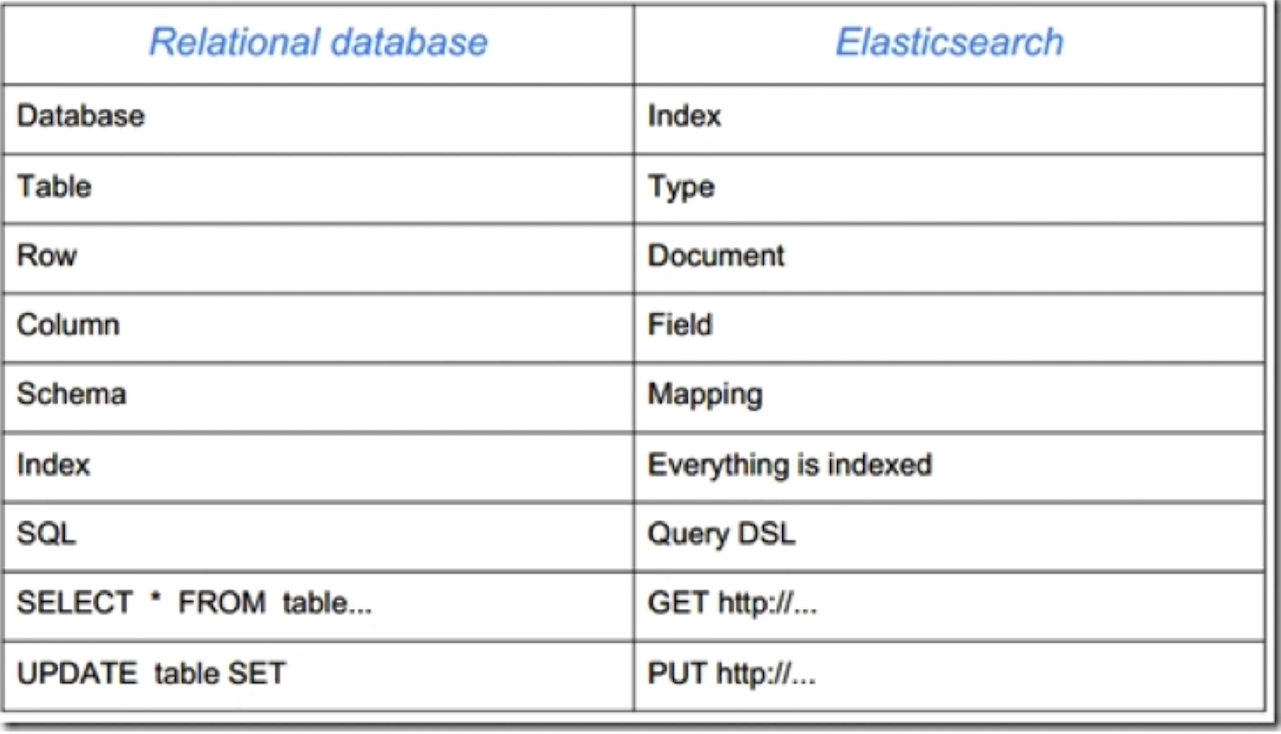 Relational database Elasticsearch
Database Index
Table Type
Row Document
Column Field
Schema Mapping
Index Everything is indexed
SQL Query DSL
SELECT * FROM table... GET http://...
UPDATE table SET PUT http://...